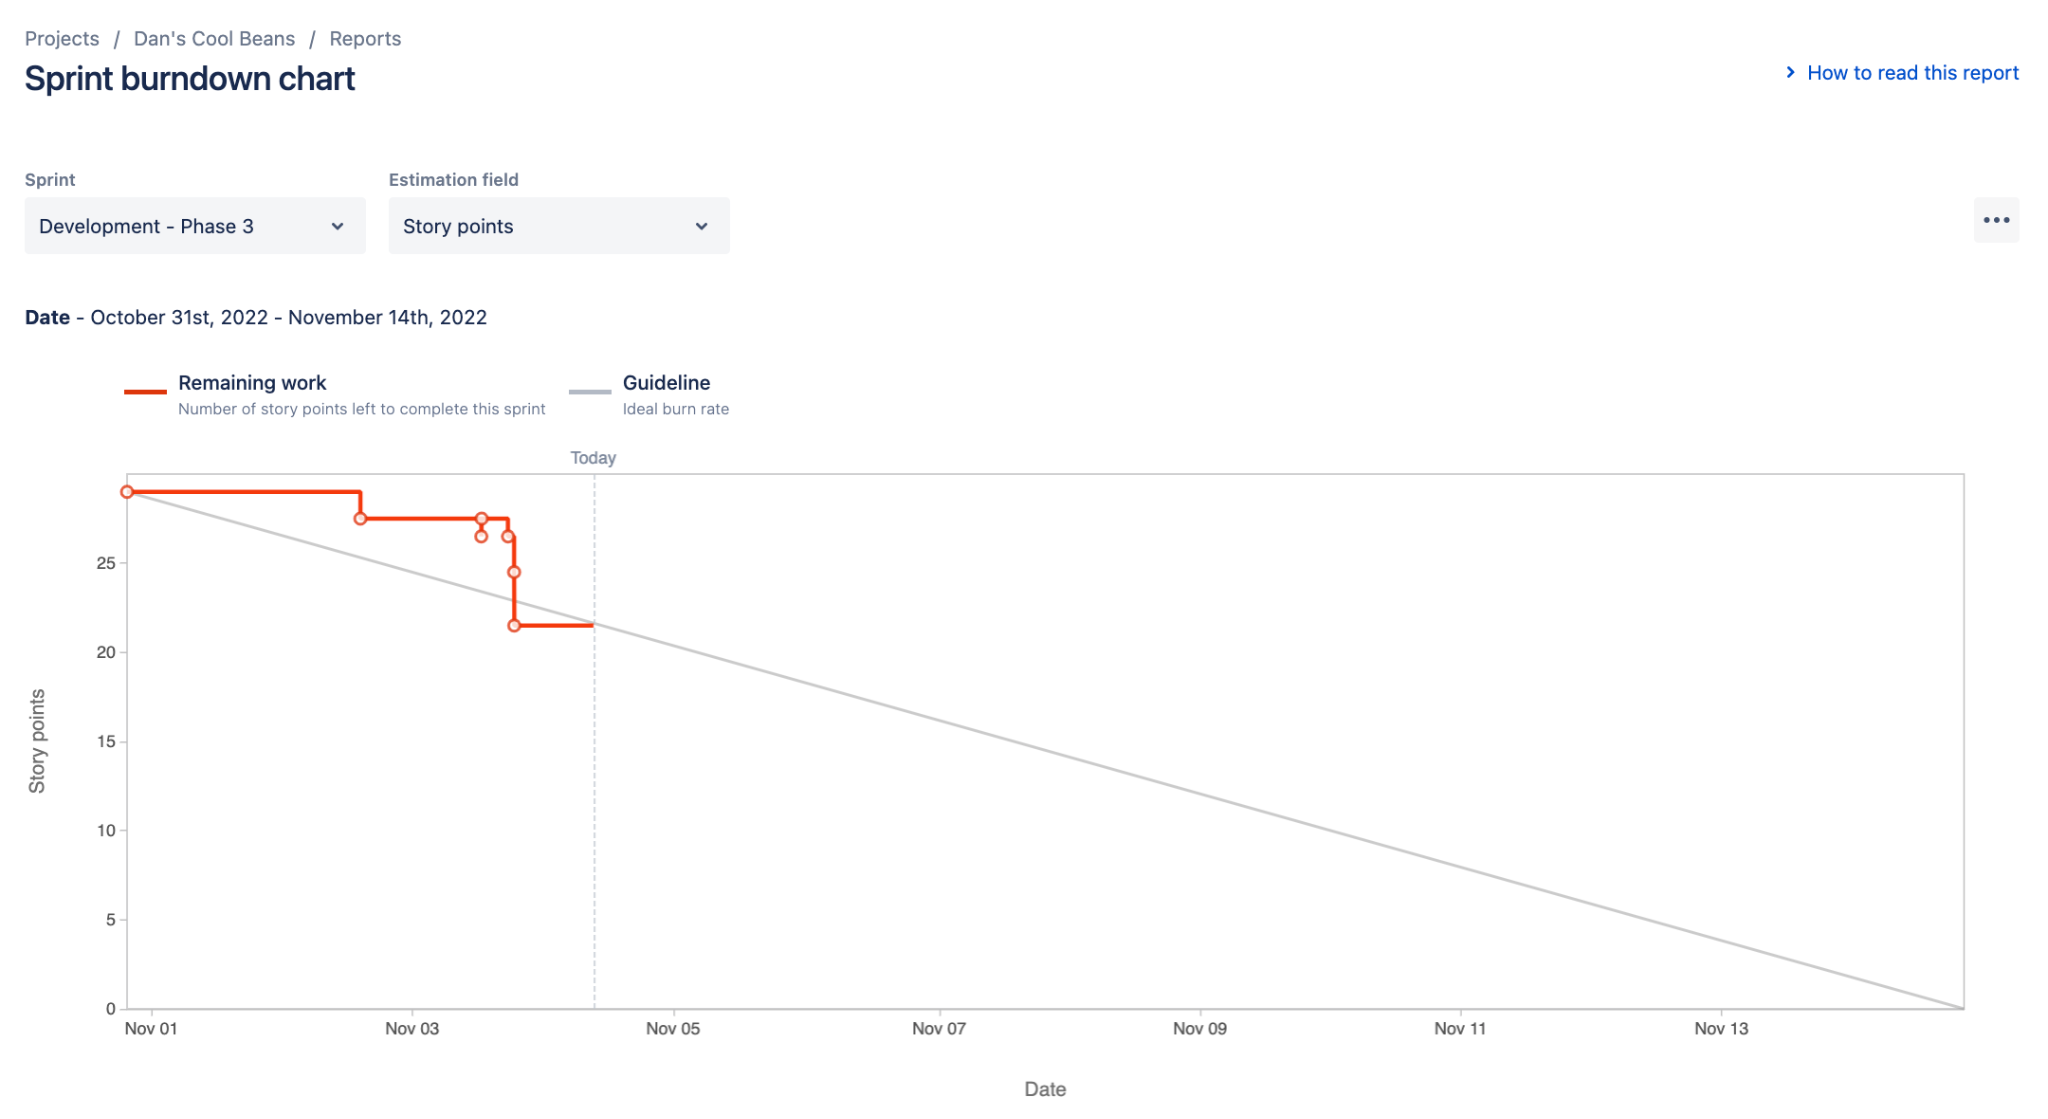 Projects / Dan's Cool Beans / Reports
Sprint burndown chart
How to read this report
Sprint
Estimation field
Development - Phase 3
Story points
Date - October 31st, 2022 - November 14th, 2022
Remaining work
Number of story points left to complete this sprint
Guideline
Ideal burn rate
Today
25
20
15
10
5
0
Story points
Nov 01
Nov 03
Nov 05
Nov 07
Nov 09
Nov 11
Nov 13
Date